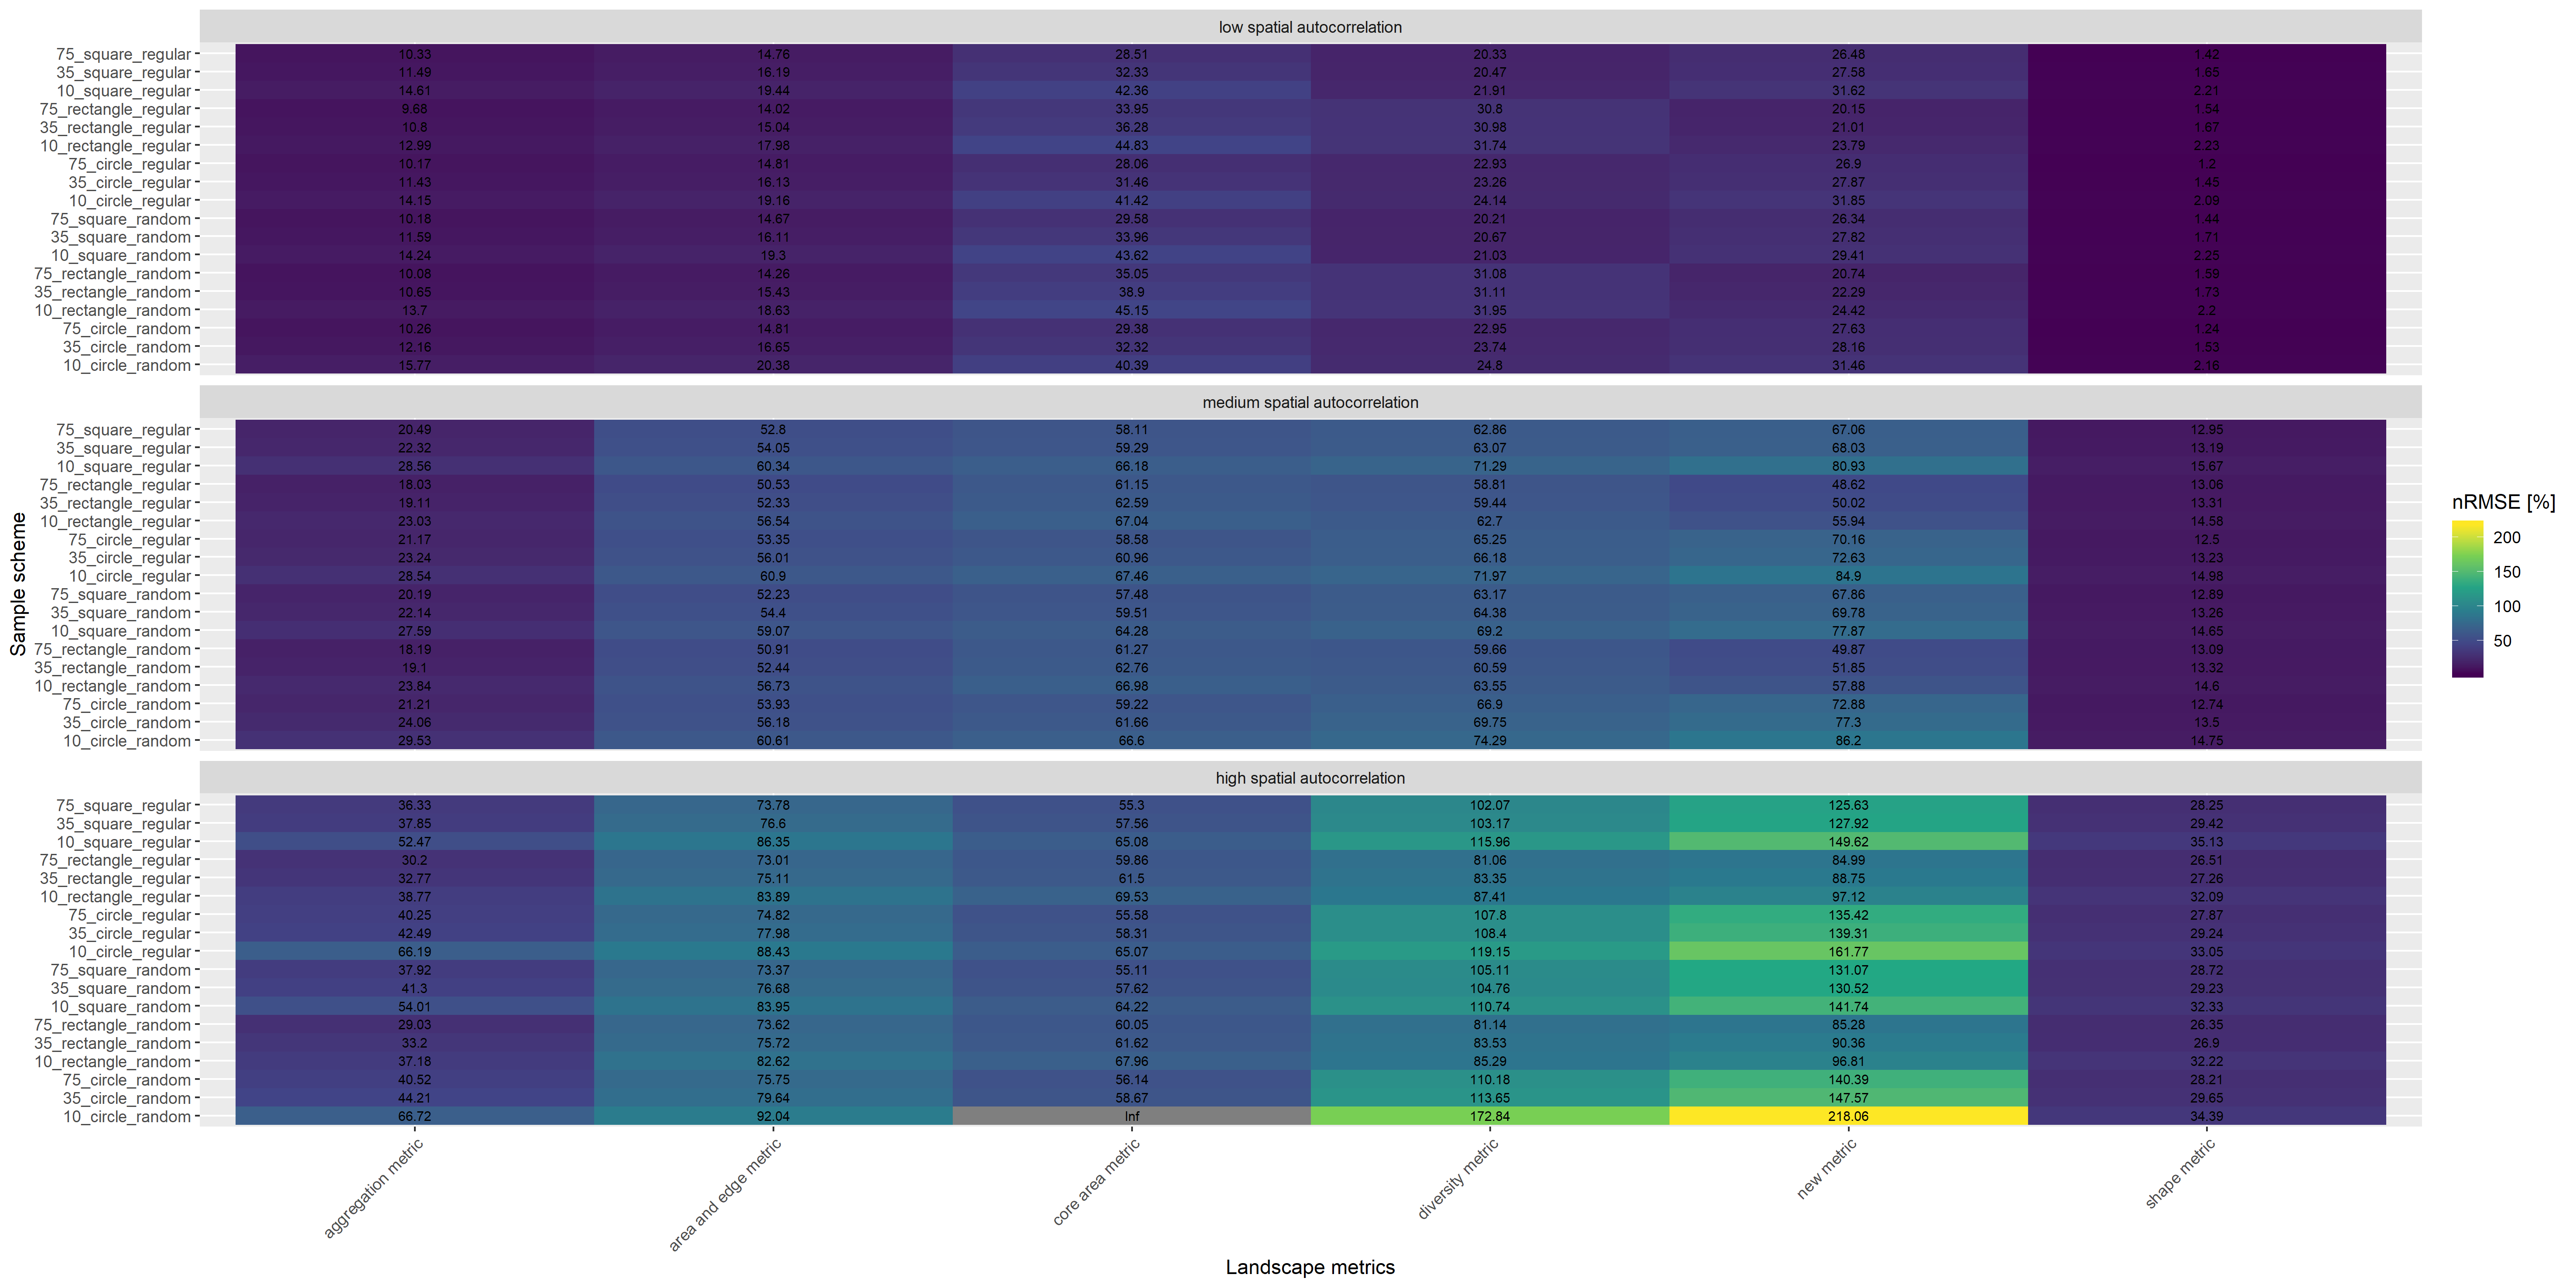 low spatial autocorrelation
75_square_regular 10.33 14.76 28.51 20.33 26.48 1.42
35_square_regular 11.49 16.19 32.33 20.47 27.58 1.65
10_square_regular 14.61 19.44 42.36 21.91 31.62 2.21
75_rectangle_regular 9.68 14.02 33.95 30.8 20.15 1.54
35_rectangle_regular 10.8 15.04 36.28 30.98 21.01 1.67
10_rectangle_regular 12.99 17.98 44.83 31.74 23.79 2.23
75_circle_regular 10.17 14.81 28.06 22.93 26.9 1.2
35_circle_regular 11.43 16.13 31.46 23.26 27.87 1.45
10_circle_regular 14.15 19.16 41.42 24.14 31.85 2.09
75_square_random 10.18 14.67 29.58 20.21 26.34 1.44
35_square_random 11.59 16.11 33.96 20.67 27.82 1.71
10_square_random 14.24 19.3 43.62 21.03 29.41 2.25
75_rectangle_random 10.08 14.26 35.05 31.08 20.74 1.59
35_rectangle_random 10.65 15.43 38.9 31.11 22.29 1.73
10_rectangle_random 13.7 18.63 45.15 31.95 24.42 2.2
75_circle_random 10.26 14.81 29.38 22.95 27.63 1.24
35_circle_random 12.16 16.65 32.32 23.74 28.16 1.53
10_circle_random 15.77 20.38 40.39 24.8 31.46 2.16
medium spatial autocorrelation
75_square_regular 20.49 52.8 58.11 62.86 67.06 12.95
35_square_regular 22.32 54.05 59.29 63.07 68.03 13.19
10_square_regular 28.56 60.34 66.18 71.29 80.93 15.67
75_rectangle_regular 18.03 50.53 61.15 58.81 48.62 13.06
35_rectangle_regular 19.11 52.33 62.59 59.44 50.02 13.31
10_rectangle_regular 23.03 56.54 67.04 62.7 55.94 14.58
75_circle_regular 21.17 53.35 58.58 65.25 70.16 12.5
35_circle_regular 23.24 56.01 60.96 66.18 72.63 13.23
10_circle_regular 28.54 60.9 67.46 71.97 84.9 14.98
75_square_random 20.19 52.23 57.48 63.17 67.86 12.89
35_square_random 22.14 54.4 59.51 64.38 69.78 13.26
10_square_random 27.59 59.07 64.28 69.2 77.87 14.65
75_rectangle_random 18.19 50.91 61.27 59.66 49.87 13.09
35_rectangle_random 19.1 52.44 62.76 60.59 51.85 13.32
10_rectangle_random 23.84 56.73 66.98 63.55 57.88 14.6
75_circle_random 21.21 53.93 59.22 66.9 72.88 12.74
35_circle_random 24.06 56.18 61.66 69.75 77.3 13.5
10_circle_random 29.53 60.61 66.6 74.29 86.2 14.75
high spatial autocorrelation
75_square_regular 36.33 73.78 55.3 102.07 125.63 28.25
35_square_regular 37.85 76.6 57.56 103.17 127.92 29.42
10_square_regular 52.47 86.35 65.08 115.96 149.62 35.13
75_rectangle_regular 30.2 73.01 59.86 81.06 84.99 26.51
35_rectangle_regular 32.77 75.11 61.5 83.35 88.75 27.26
10_rectangle_regular 38.77 83.89 69.53 87.41 97.12 32.09
75_circle_regular 40.25 74.82 55.58 107.8 135.42 27.87
35_circle_regular 42.49 77.98 58.31 108.4 139.31 29.24
10_circle_regular 66.19 88.43 65.07 119.15 161.77 33.05
75_square_random 37.92 73.37 55.11 105.11 131.07 28.72
35_square_random 41.3 76.68 57.62 104.76 130.52 29.23
10_square_random 54.01 83.95 64.22 110.74 141.74 32.33
75_rectangle_random 29.03 73.62 60.05 81.14 85.28 26.35
35_rectangle_random 33.2 75.72 61.62 83.53 90.36 26.9
10_rectangle_random 37.18 82.62 67.96 85.29 96.81 32.22
75_circle_random 40.52 75.75 56.14 110.18 140.39 28.21
35_circle_random 44.21 79.64 58.67 113.65 147.57 29.65
10_circle_random 66.72 92.04 Inf 172.84 218.06 34.39
aggregation metric
area and edge metric
core area metric
diversity metric
new metric
shape metric
Landscape metrics
Sample scheme
nRMSE [%]
200
150
100
50